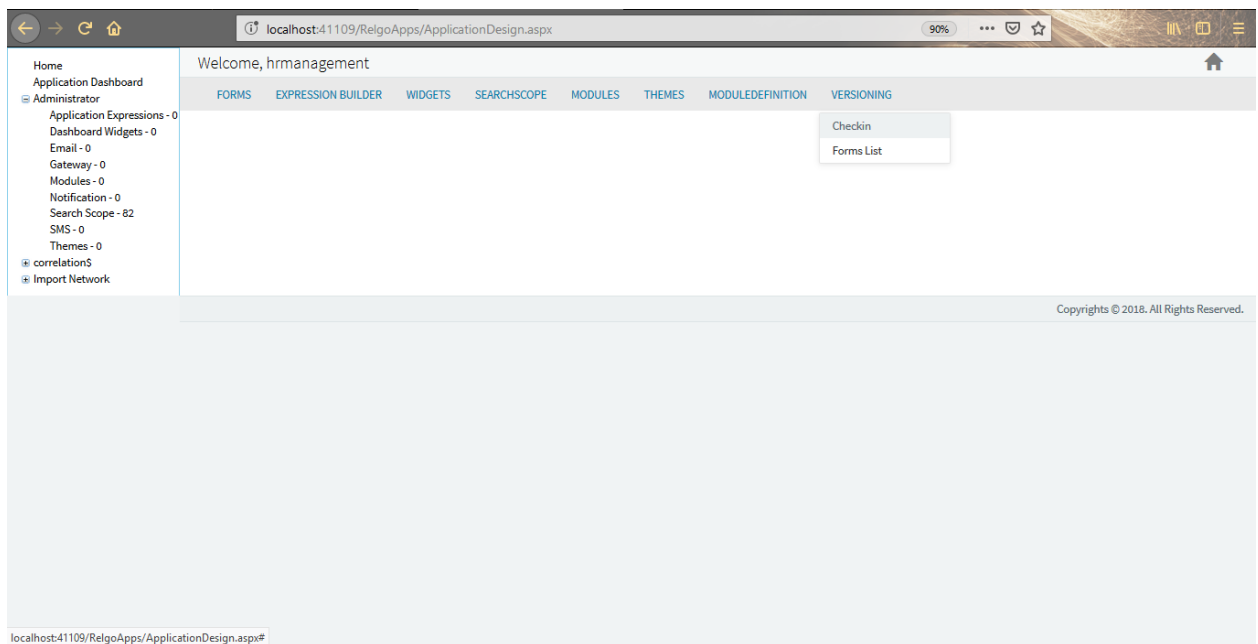 localhost:41109/RelgoApps/ApplicationDesign.aspx
90%
Home
Application Dashboard
Administrator
Application Expressions - 0
Dashboard Widgets - 0
Email - 0
Gateway - 0
Modules - 0
Notification - 0
Search Scope - 82
SMS - 0
Themes - 0
correlation$
Import Network
Welcome, hrmanagement
FORMS EXPRESSION BUILDER WIDGETS SEARCHSCOPE MODULES THEMES MODULEDEFINITION VERSIONING
Checkin
Forms List
Copyrights © 2018. All Rights Reserved.
localhost:41109/RelgoApps/ApplicationDesign.aspx#